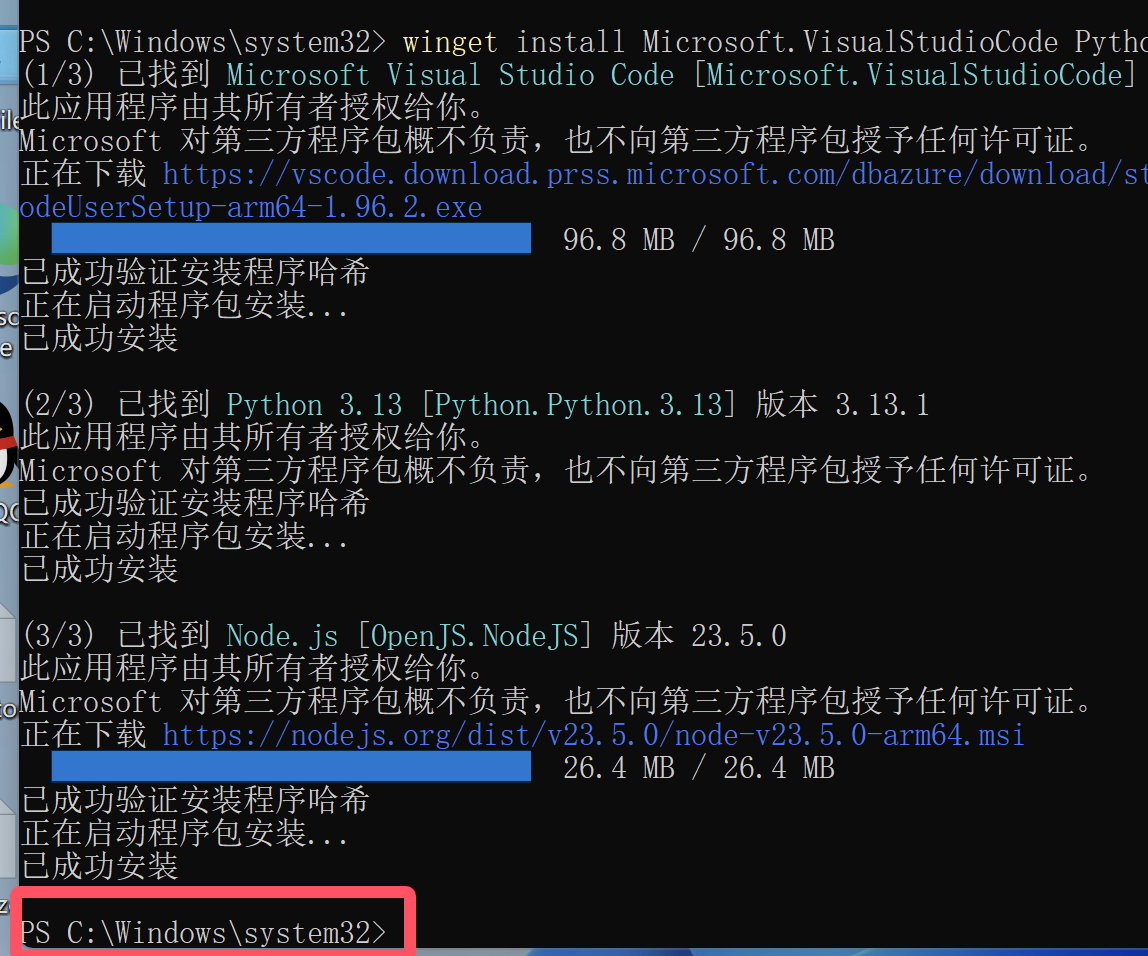 PS C:\Windows\system32> winget install Microsoft.VisualStudioCode
(1/3) 已找到 Microsoft Visual Studio Code [Microsoft.VisualStudioCode]
此应用程序由其所有者授权给你。
Microsoft 对第三方程序包概不负责，也不向第三方程序包授予任何许可证。
正在下载 https://vscode.download.prss.microsoft.com/dbazure/download/st
odeUserSetup-arm64-1.96.2.exe
96.8 MB / 96.8 MB
已成功验证安装程序哈希
正在启动程序包安装...
已成功安装
(2/3) 已找到 Python 3.13 [Python.Python.3.13] 版本 3.13.1
此应用程序由其所有者授权给你。
Microsoft 对第三方程序包概不负责，也不向第三方程序包授予任何许可证。
已成功验证安装程序哈希
正在启动程序包安装...
已成功安装
(3/3) 已找到 Node.js [OpenJS.NodeJS] 版本 23.5.0
此应用程序由其所有者授权给你。
Microsoft 对第三方程序包概不负责，也不向第三方程序包授予任何许可证。
正在下载 https://nodejs.org/dist/v23.5.0/node-v23.5.0-arm64.msi
26.4 MB / 26.4 MB
已成功验证安装程序哈希
正在启动程序包安装...
已成功安装
PS C:\Windows\system32>